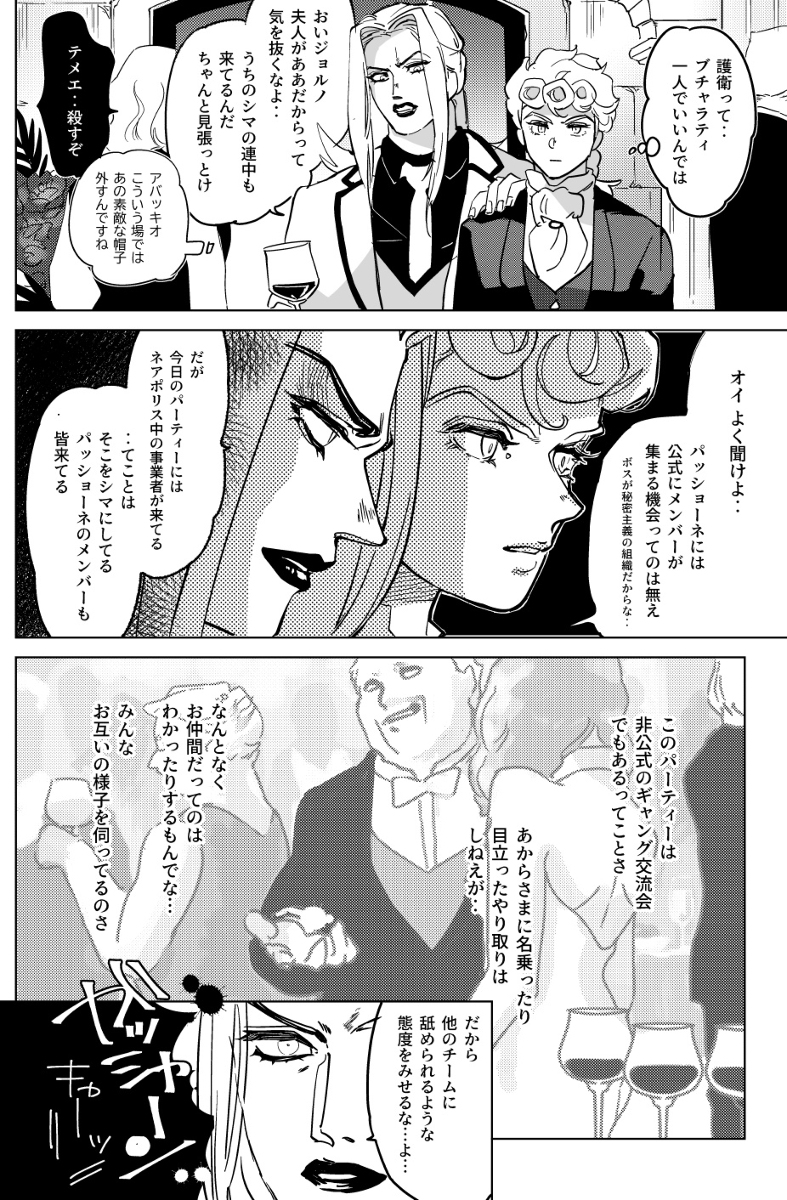 護衛って‥
ブチャラティ
一人でいいんでは
おいジョルノ
夫人がああだからって
気を抜くなよ‥
うちのシマの連中も
来てるんだ
ちゃんと見張っとけ
アバッキオ
こういう場では
あの素敵な帽子
外すんですね
テメエ‥殺すぞ
オイ よく聞けよ‥
パッショーネには
公式にメンバーが
集まる機会ってのは無え
ボスが秘密主義の組織だからな‥
だが
今日のパーティーには
ネアポリス中の事業者が来てる
‥てことは
そこをシマにしてる
パッショーネのメンバーも
皆来てる
このパーティーは
非公式のギャング交流会
でもあるってことさ
あからさまに名乗ったり
目立ったやり取りは
しねえが‥
なんとなく
お仲間だってのは
わかったりするもんでな…
みんな
お互いの様子を伺ってるのさ
だから
他のチームに
舐められるような
態度をみせるな…よ…
ガッシャーン
キャーーッ